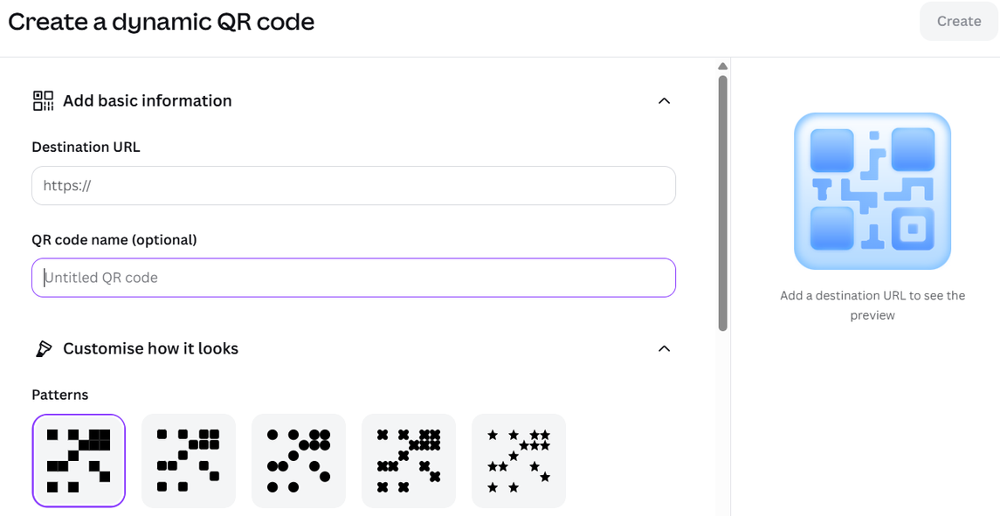 Create a dynamic QR code
Create
Add basic information
Destination URL
https://
QR code name (optional)
Untitled QR code
Customise how it looks
Patterns
Add a destination URL to see the
preview